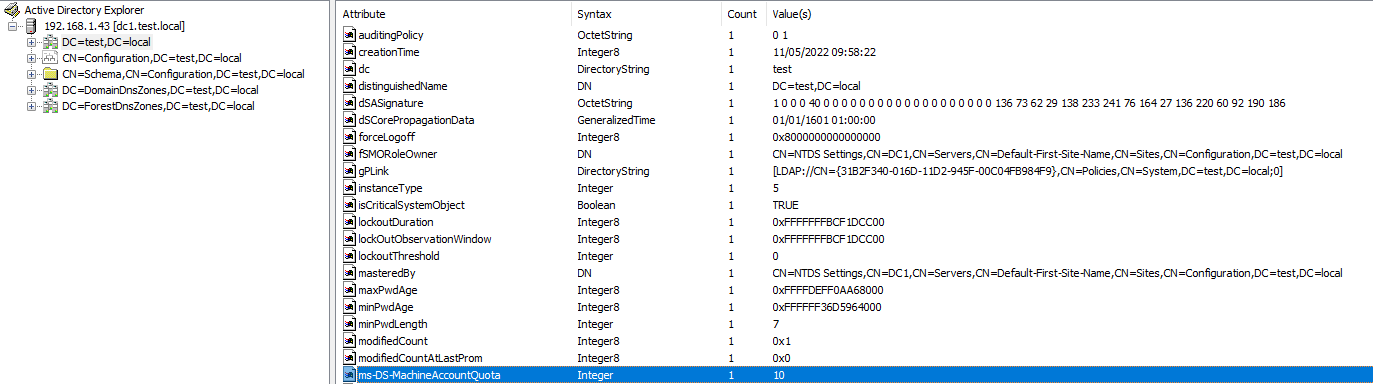 Active Directory Explorer
192.168.1.43 [dc1.test.local]
DC=test,DC=local
CN=Configuration,DC=test,DC=local
CN=Schema,CN=Configuration,DC=test,DC=local
DC=DomainDnsZones,DC=test,DC=local
DC=ForestDnsZones,DC=test,DC=local
Attribute Syntax Count Value(s)
auditingPolicy OctetString 1 0 1
creationTime Integer8 1 11/05/2022 09:58:22
dc DirectoryString 1 test
distinguishedName DN 1 DC=test,DC=local
dSASignature OctetString 1 1 0 0 0 40 0 0 0 0 0 0 0 0 0 0 0 0 0 0 0 0 0 0 0 136 73 62 29 138 233 241 76 164 27 136 220 60 92 190 186
dSCorePropagationData GeneralizedTime 1 01/01/1601 01:00:00
forceLogoff Integer8 1 0x8000000000000000
fSMORoleOwner DN 1 CN=NTDS Settings,CN=DC1,CN=Servers,CN=Default-First-Site-Name,CN=Sites,CN=Configuration,DC=test,DC=local
gPLink DirectoryString 1 [LDAP://CN={31B2F340-016D-11D2-945F-00C04FB984F9},CN=Policies,CN=System,DC=test,DC=local;0]
instanceType Integer 1 5
isCriticalSystemObject Boolean 1 TRUE
lockoutDuration Integer8 1 0xFFFFFFFBCF1DCC00
lockOutObservationWindow Integer8 1 0xFFFFFFFBCF1DCC00
lockoutThreshold Integer 1 0
masteredBy DN 1 CN=NTDS Settings,CN=DC1,CN=Servers,CN=Default-First-Site-Name,CN=Sites,CN=Configuration,DC=test,DC=local
maxPwdAge Integer8 1 0xFFFFDEFF0AA68000
minPwdAge Integer8 1 0xFFFFFF36D5964000
minPwdLength Integer 1 7
modifiedCount Integer8 1 0x1
modifiedCountAtLastProm Integer8 1 0x0
ms-DS-MachineAccountQuota Integer 1 10